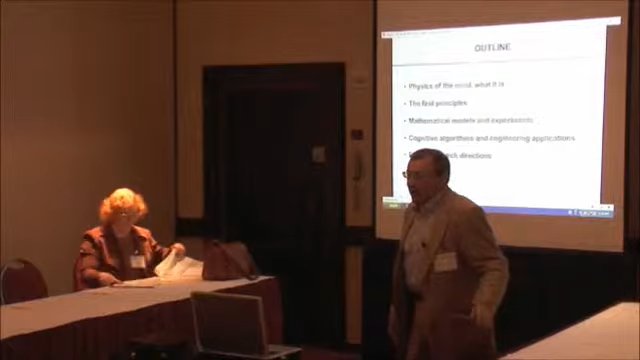 OUTLINE
• Physics of the mind, what it is
• The first principles
• Mathematical models and experiments
• Cognitive algorithms and engineering applications
directions